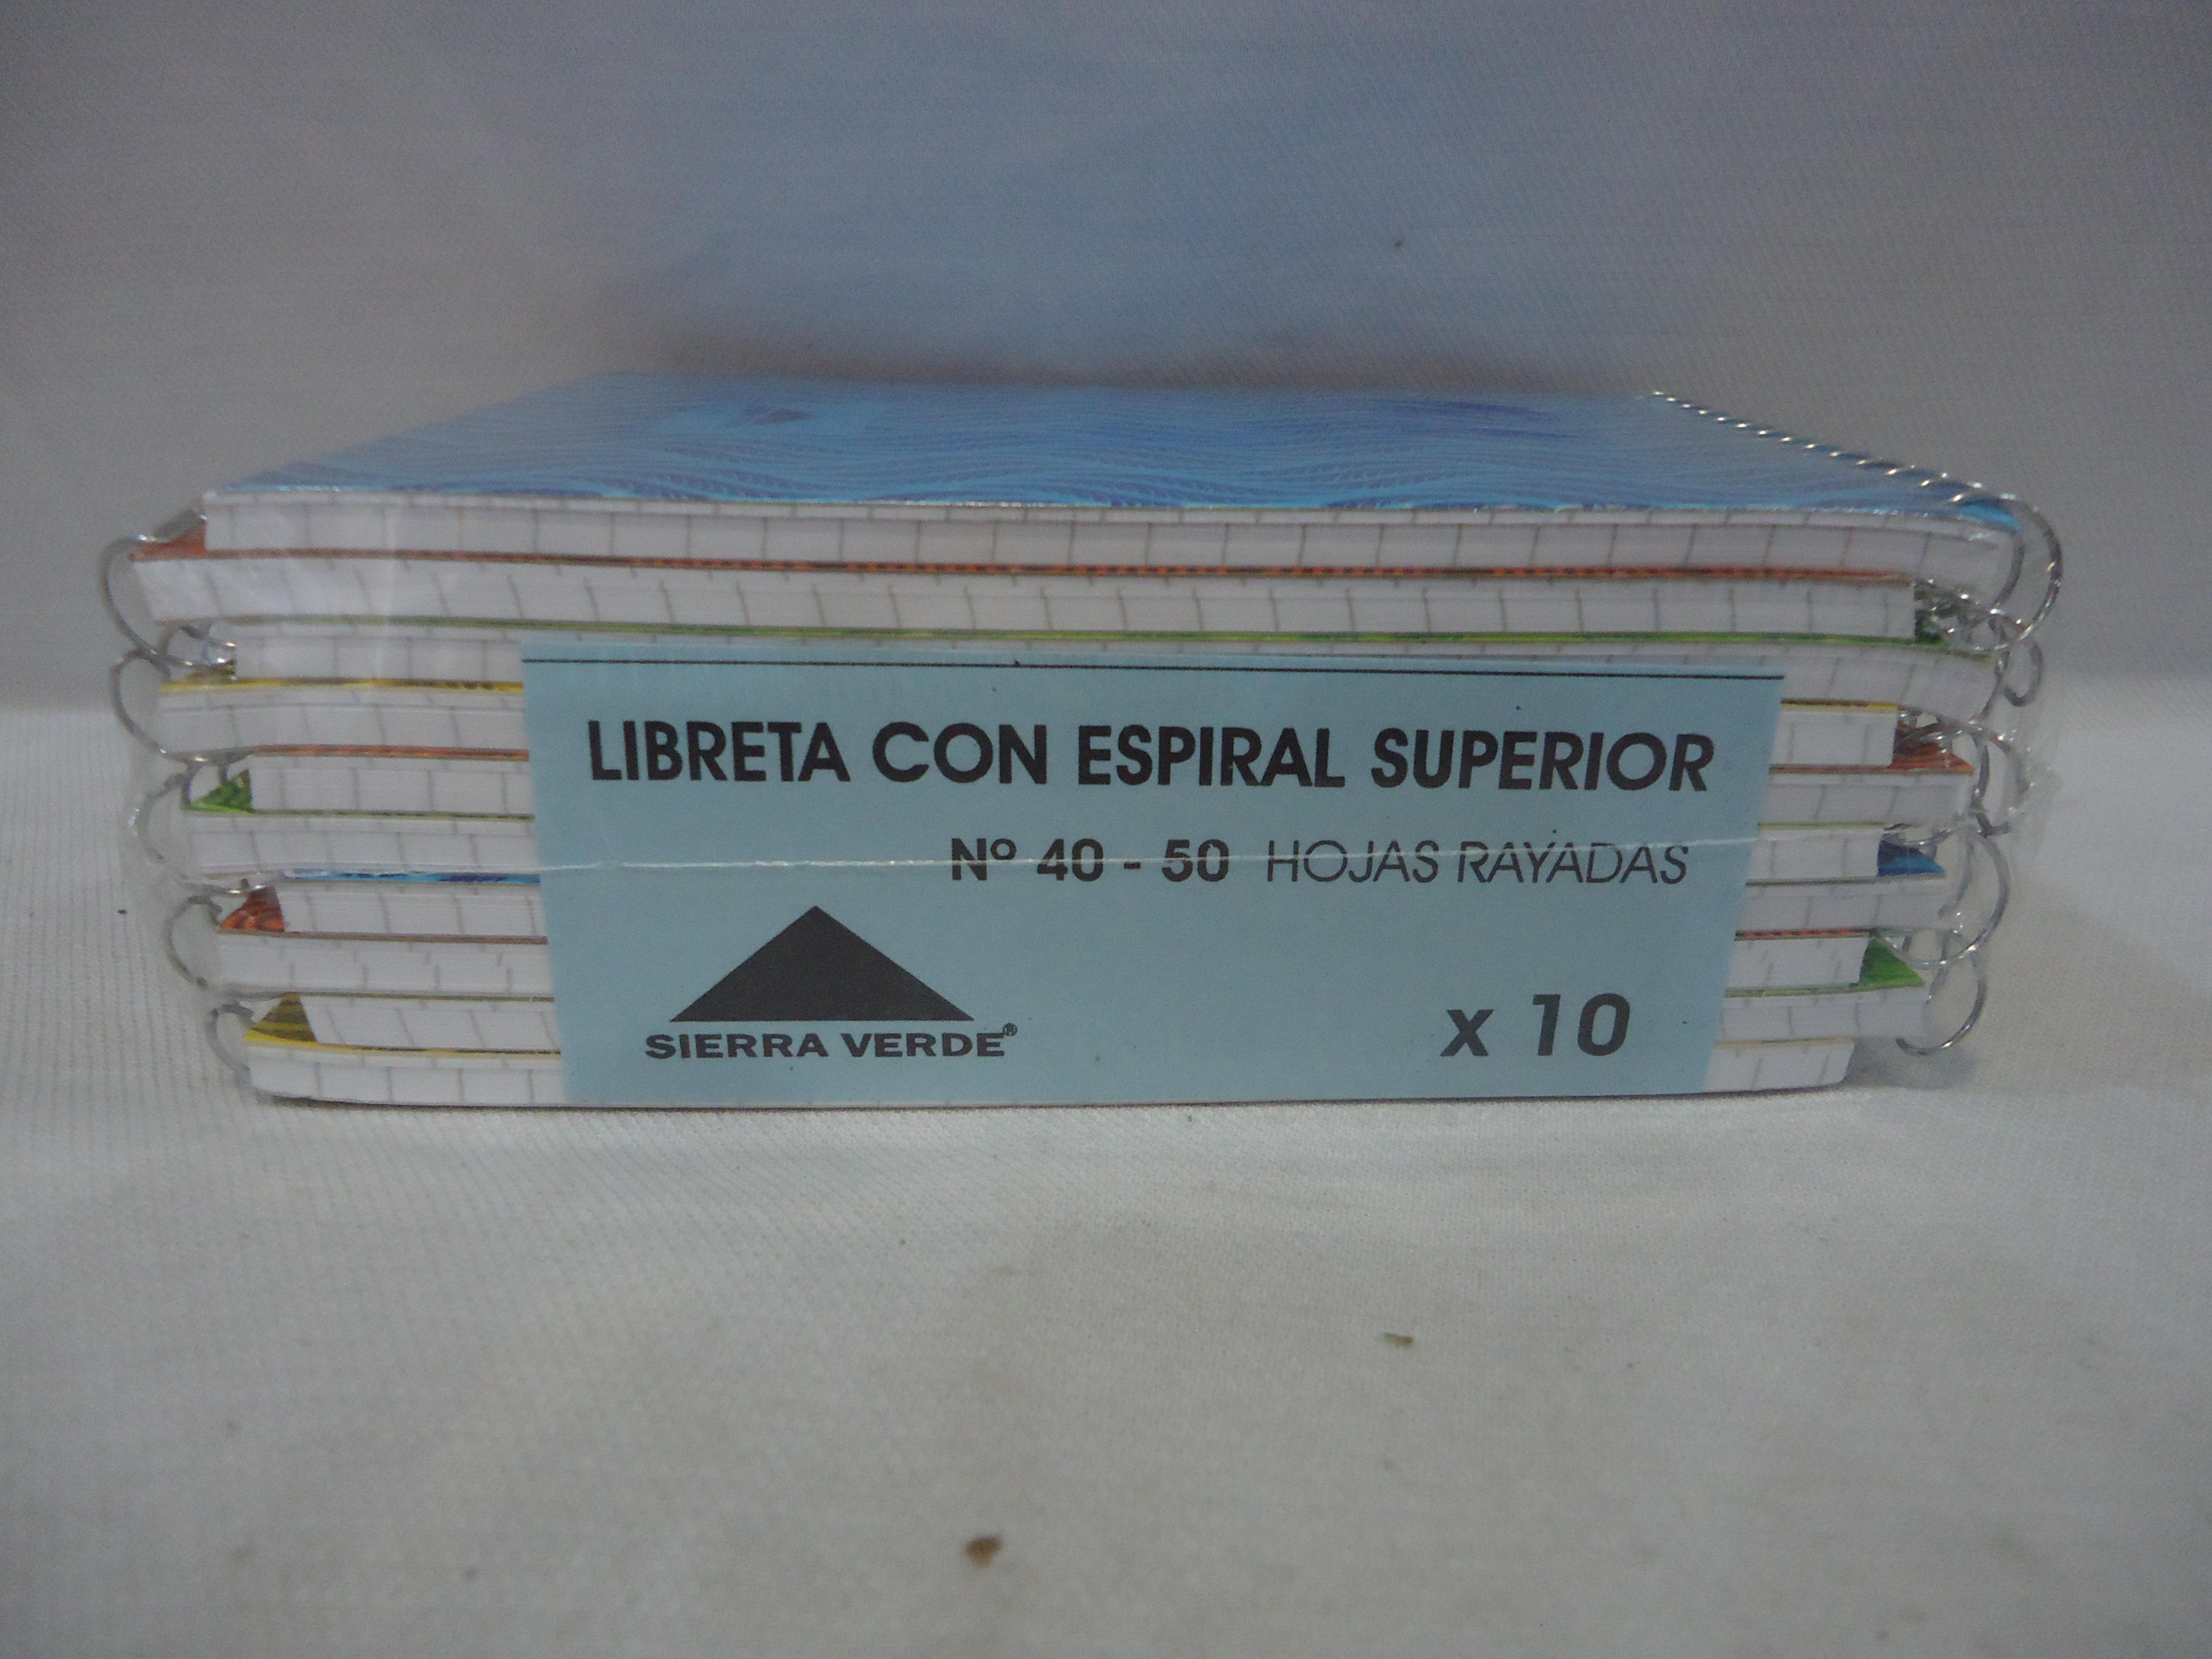 LIBRETA CON ESPIRAL SUPERIOR
Nº 40 - 50 HOJAS RAYADAS
SIERRA VERDE®
x 10